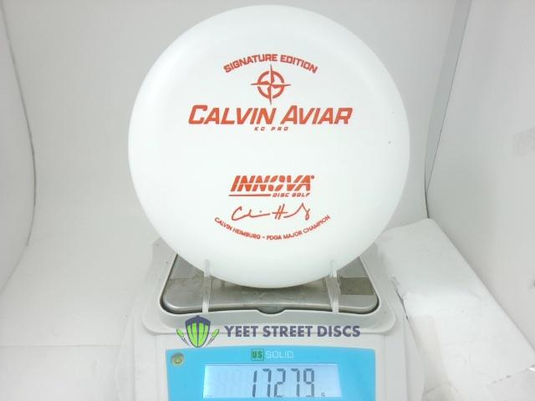 SIGNATURE EDITION
CALVIN AVIAR
KC PRO
INNOVA
DISC GOLF
CALVIN HEIMBURG - PDGA MAJOR CHAMPION
YEET STREET DISCS
US SOLID
172.79